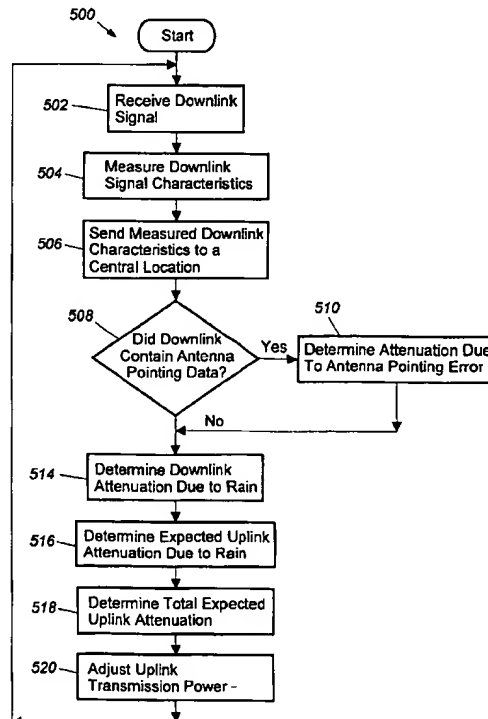 500
Start
502
Receive Downlink
Signal
504
Measure Downlink
Signal Characteristics
506
Send Measured Downlink
Characteristics to a
Central Location
508
Did Downlink
Contain Antenna
Pointing Data?
Yes
510
Determine Attenuation Due
To Antenna Pointing Error
No
514
Determine Downlink
Attenuation Due to Rain
516
Determine Expected Uplink
Attenuation Due to Rain
518
Determine Total Expected
Uplink Attenuation
520
Adjust Uplink
Transmission Power -